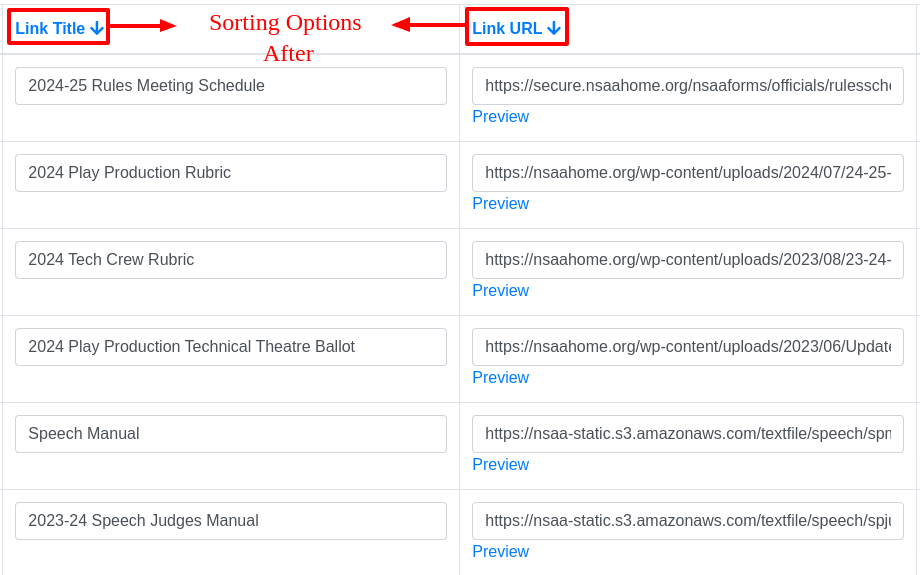 Link Title Sorting Options Link URL
After
2024-25 Rules Meeting Schedule https://secure.nsaahome.org/nsaaforms/officials/rulessche
Preview
2024 Play Production Rubric https://nsaahome.org/wp-content/uploads/2024/07/24-25-
Preview
2024 Tech Crew Rubric https://nsaahome.org/wp-content/uploads/2023/08/23-24-
Preview
2024 Play Production Technical Theatre Ballot https://nsaahome.org/wp-content/uploads/2023/06/Update
Preview
Speech Manual https://nsaa-static.s3.amazonaws.com/textfile/speech/spm
Preview
2023-24 Speech Judges Manual https://nsaa-static.s3.amazonaws.com/textfile/speech/spju
Preview